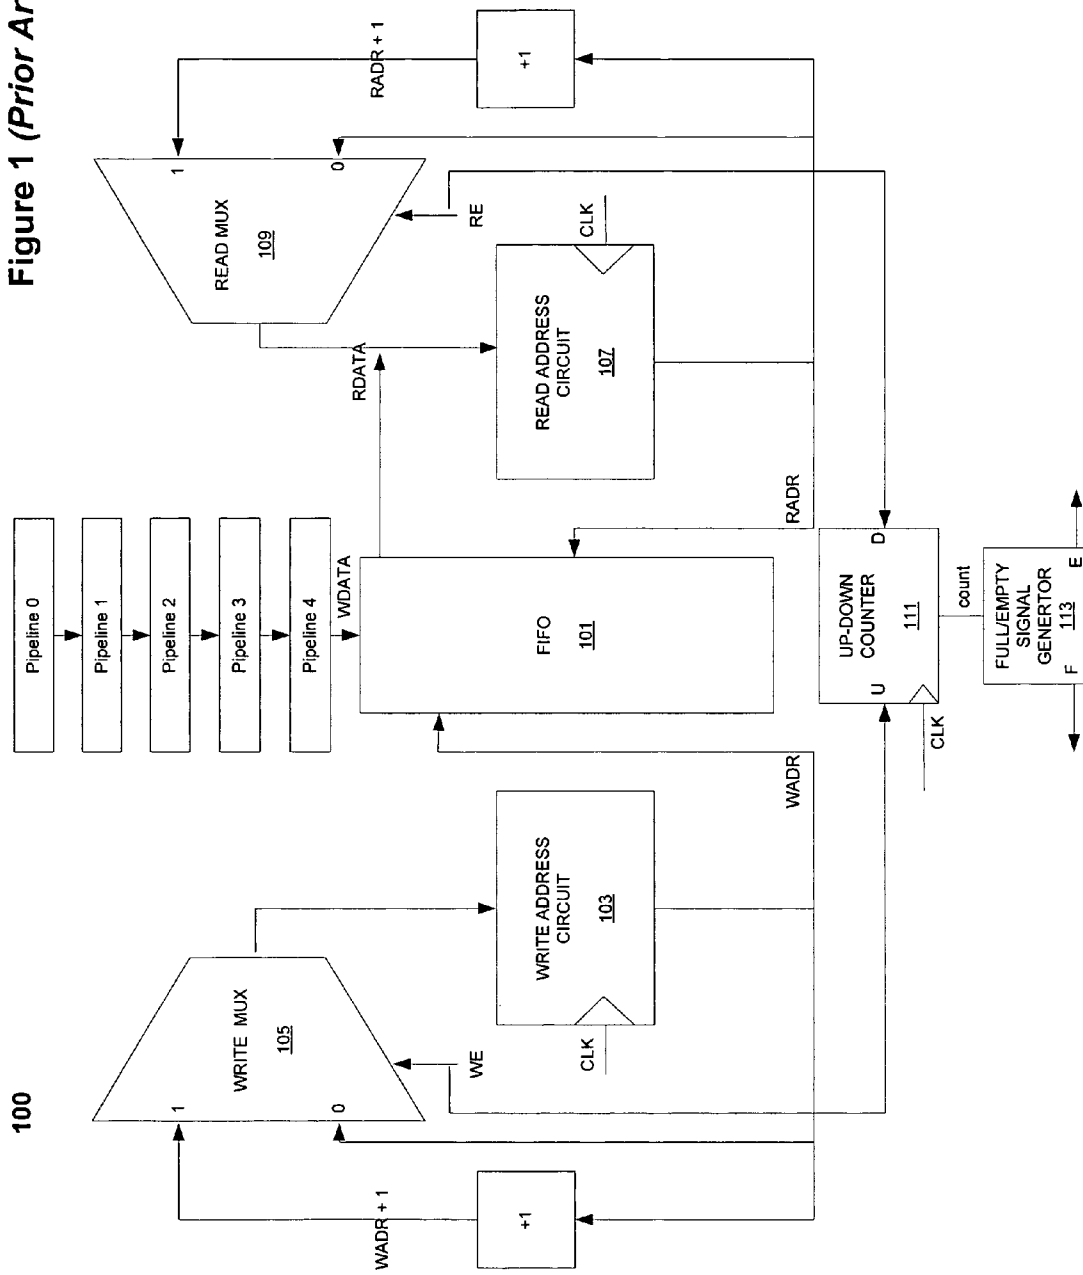 Figure 1 (Prior Ar
100
Pipeline 0
Pipeline 1
Pipeline 2
Pipeline 3
Pipeline 4
WDATA
RDATA
WADR + 1
+1
1
0
WRITE MUX
105
WE
CLK
WRITE ADDRESS
CIRCUIT
103
WADR
FIFO
101
RADR
READ ADDRESS
CIRCUIT
107
CLK
READ MUX
109
RE
1
0
RADR + 1
+1
U
D
UP-DOWN
COUNTER
111
CLK
count
FULL/EMPTY
SIGNAL
GENERTOR
113
F
E